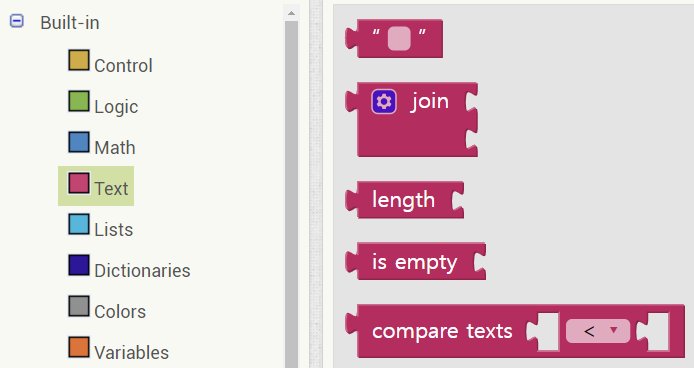 Built-in
Control
Logic
Math
Text
Lists
Dictionaries
Colors
Variables
“ ”
join
length
is empty
compare texts < ▼